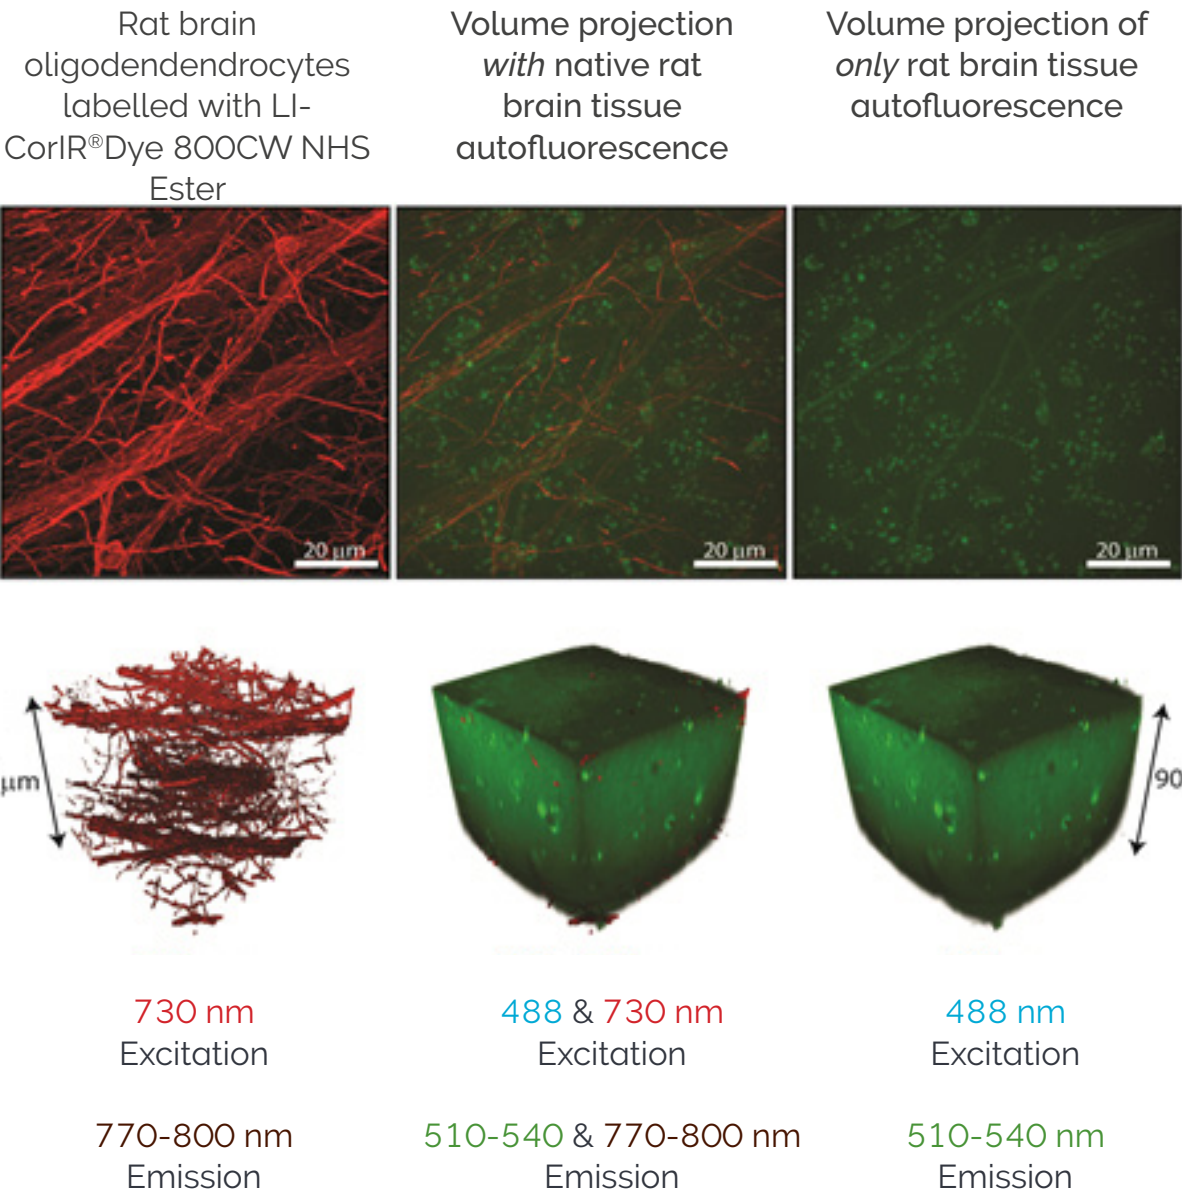 Rat brain
oligodendendrocytes
labelled with LI-
CorIR®Dye 800CW NHS
Ester
Volume projection
with native rat
brain tissue
autofluorescence
Volume projection of
only rat brain tissue
autofluorescence
20 μm
20 μm
20 μm
μm
90
730 nm
Excitation
770-800 nm
Emission
488 & 730 nm
Excitation
510-540 & 770-800 nm
Emission
488 nm
Excitation
510-540 nm
Emission